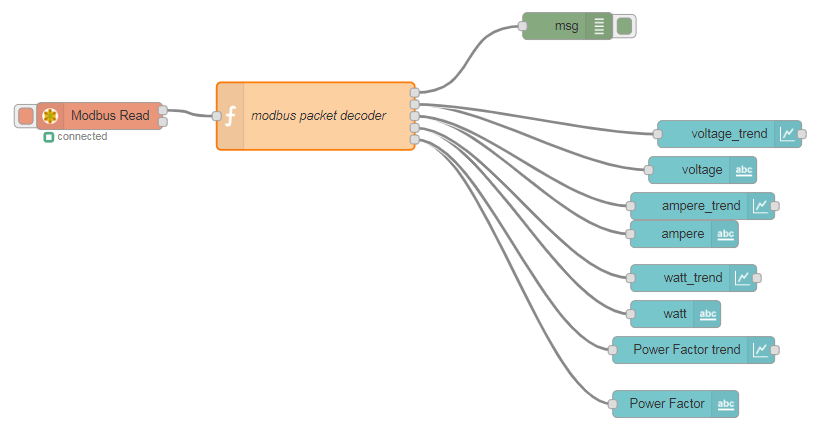 msg
Modbus Read
connected
modbus packet decoder
voltage_trend
voltage abc
ampere_trend
ampere abc
watt_trend
watt abc
Power Factor trend
Power Factor abc